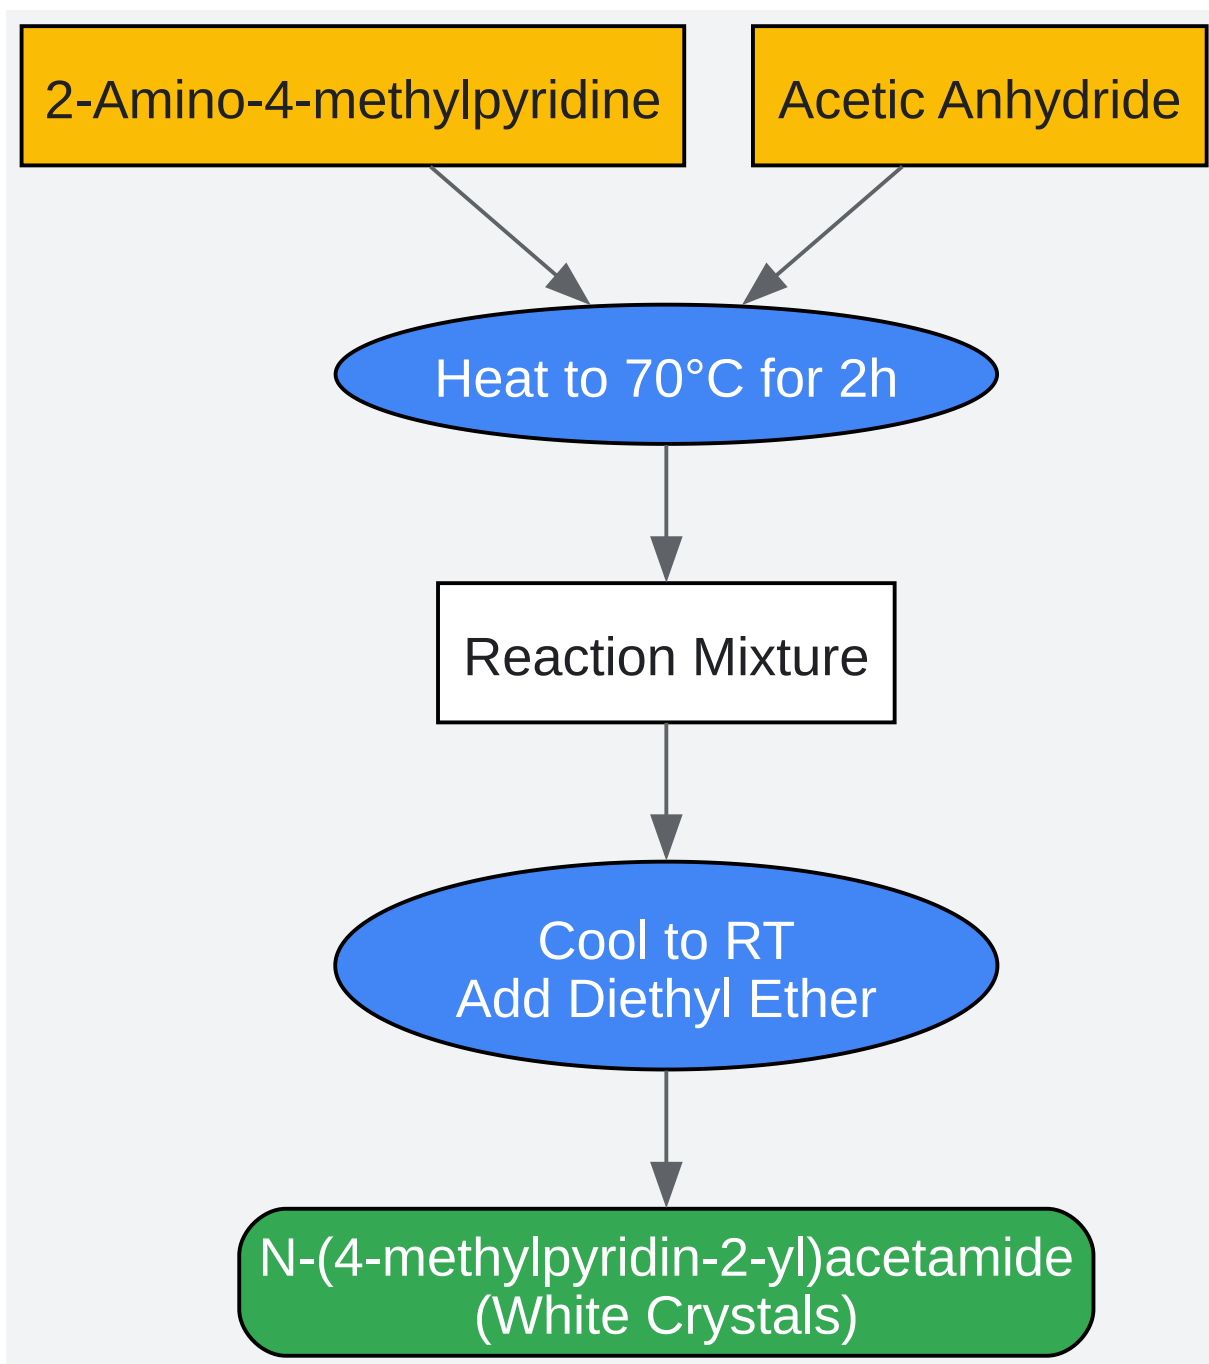 2-Amino-4-methylpyridine
Acetic Anhydride
Heat to 70°C for 2h
Reaction Mixture
Cool to RT
Add Diethyl Ether
N-(4-methylpyridin-2-yl)acetamide
(White Crystals)